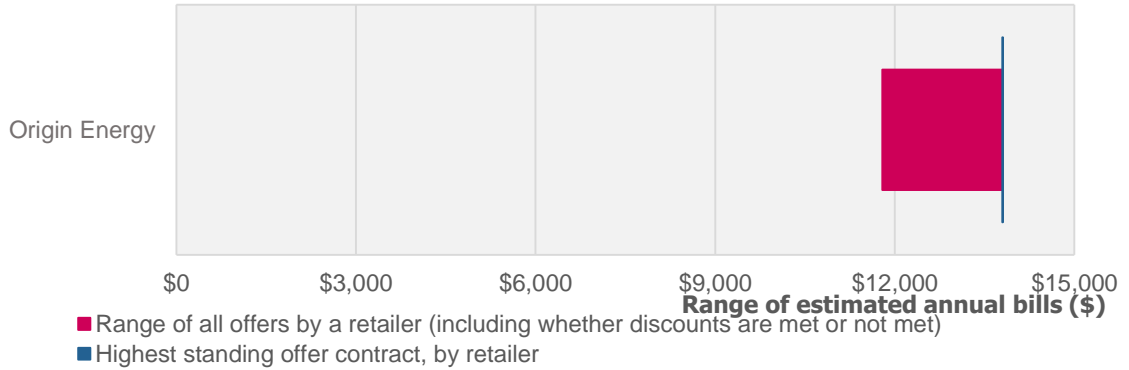 Origin Energy
$0 $3,000 $6,000 $9,000 $12,000 $15,000
Range of estimated annual bills ($)
Range of all offers by a retailer (including whether discounts are met or not met)
Highest standing offer contract, by retailer